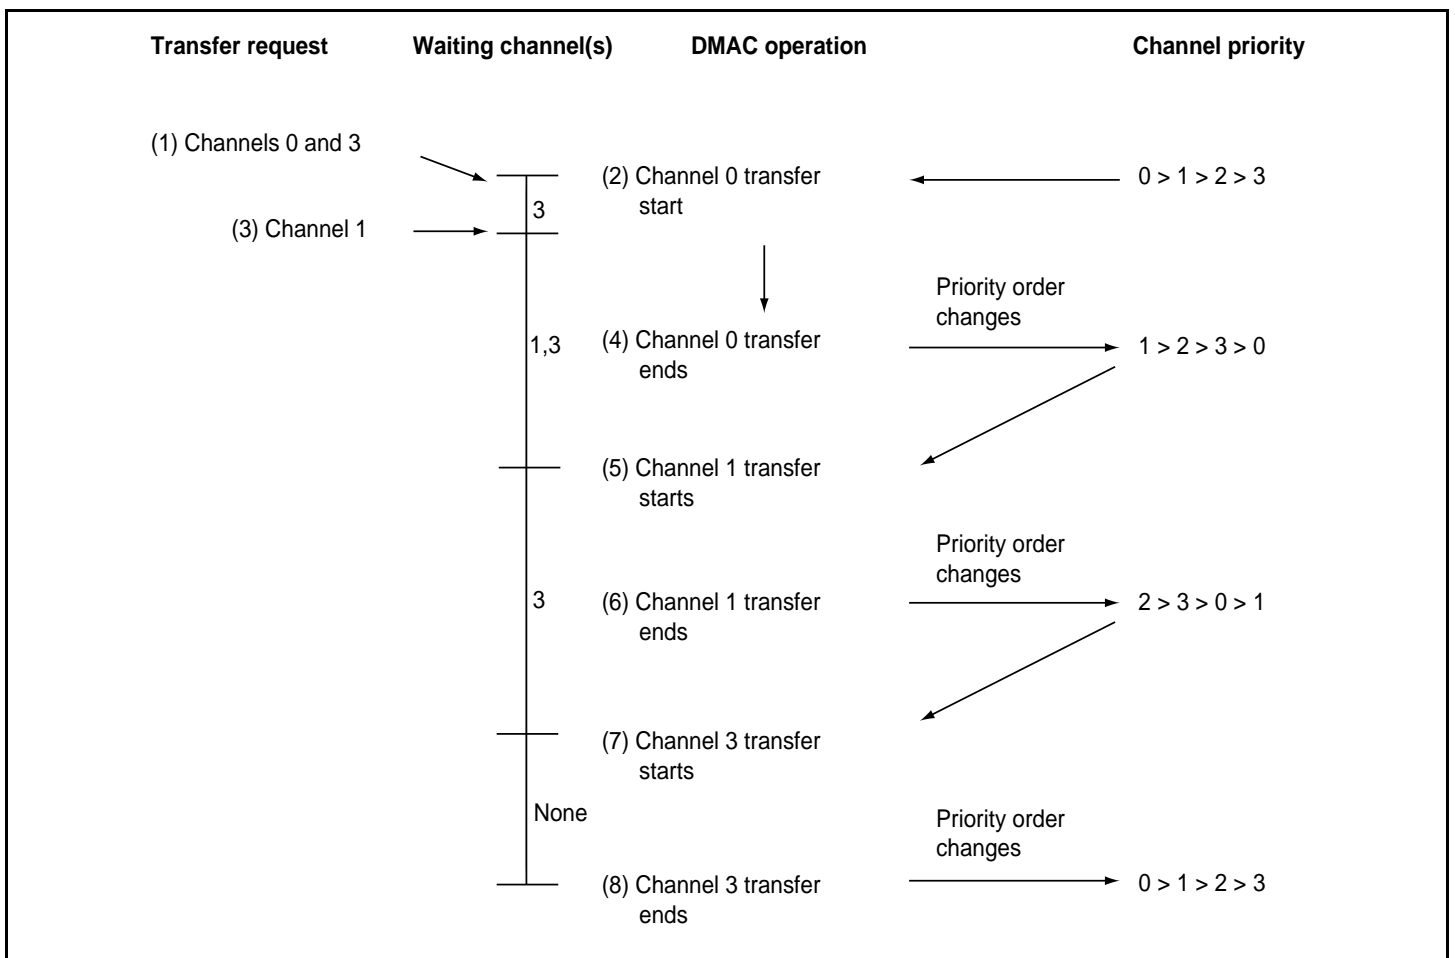 Transfer request Waiting channel(s) DMAC operation Channel priority
(1) Channels 0 and 3
(2) Channel 0 transfer
start
0 > 1 > 2 > 3
3
(3) Channel 1
Priority order
changes
1,3
(4) Channel 0 transfer
ends
1 > 2 > 3 > 0
(5) Channel 1 transfer
starts
Priority order
changes
3
(6) Channel 1 transfer
ends
2 > 3 > 0 > 1
(7) Channel 3 transfer
starts
None
Priority order
changes
(8) Channel 3 transfer
ends
0 > 1 > 2 > 3